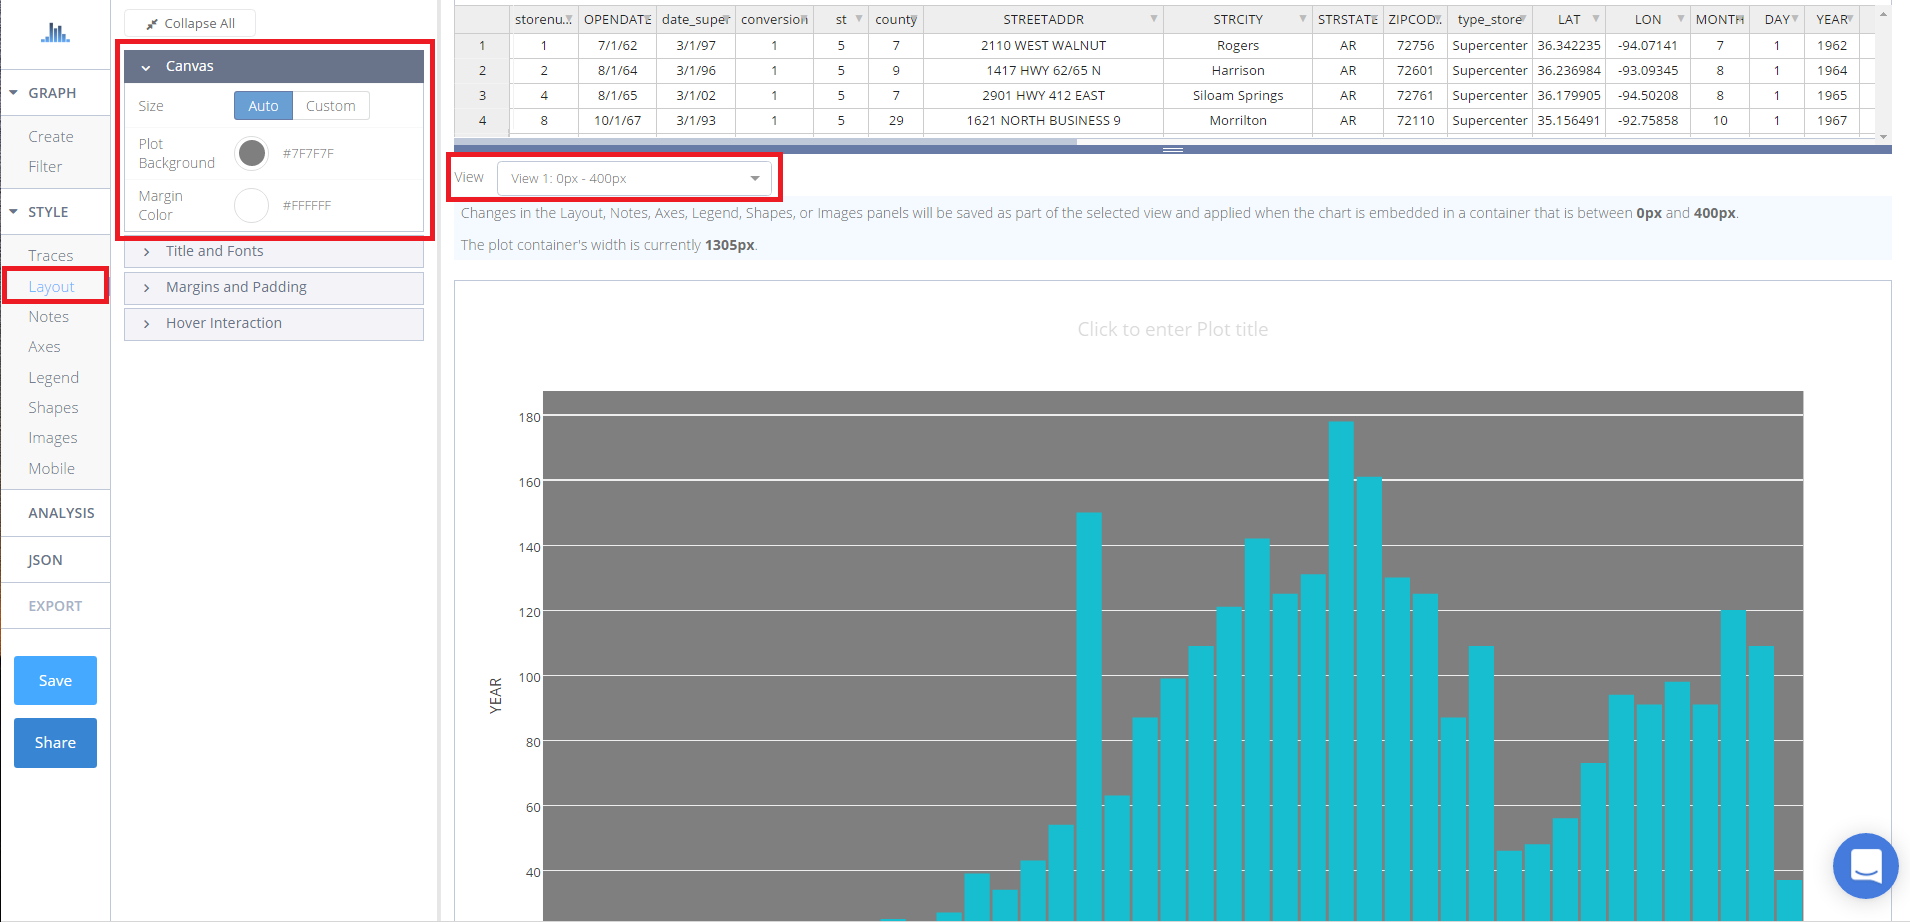 Collapse All
GRAPH
Create
Filter
STYLE
Traces
Layout
Notes
Axes
Legend
Shapes
Images
Mobile
ANALYSIS
JSON
EXPORT
Save
Share
Canvas
Size Auto Custom
Plot
Background #7F7F7F
Margin
Color #FFFFFF
Title and Fonts
Margins and Padding
Hover Interaction
storenu... OPENDATE date_super conversion st county STREETADDR STRCITY STRSTATE ZIPCOD... type_store LAT LON MONTH DAY YEAR
1 1 7/1/62 3/1/97 1 5 7 2110 WEST WALNUT Rogers AR 72756 Supercenter 36.342235 -94.07141 7 1 1962
2 2 8/1/64 3/1/96 1 5 9 1417 HWY 62/65 N Harrison AR 72601 Supercenter 36.236984 -93.09345 8 1 1964
3 4 8/1/65 3/1/02 1 5 7 2901 HWY 412 EAST Siloam Springs AR 72761 Supercenter 36.179905 -94.50208 8 1 1965
4 8 10/1/67 3/1/93 1 5 29 1621 NORTH BUSINESS 9 Morrilton AR 72110 Supercenter 35.156491 -92.75858 10 1 1967
View View 1: 0px - 400px
Changes in the Layout, Notes, Axes, Legend, Shapes, or Images panels will be saved as part of the selected view and applied when the chart is embedded in a container that is between 0px and 400px.
The plot container's width is currently 1305px.
Click to enter Plot title
180
160
140
120
100
80
60
40
YEAR